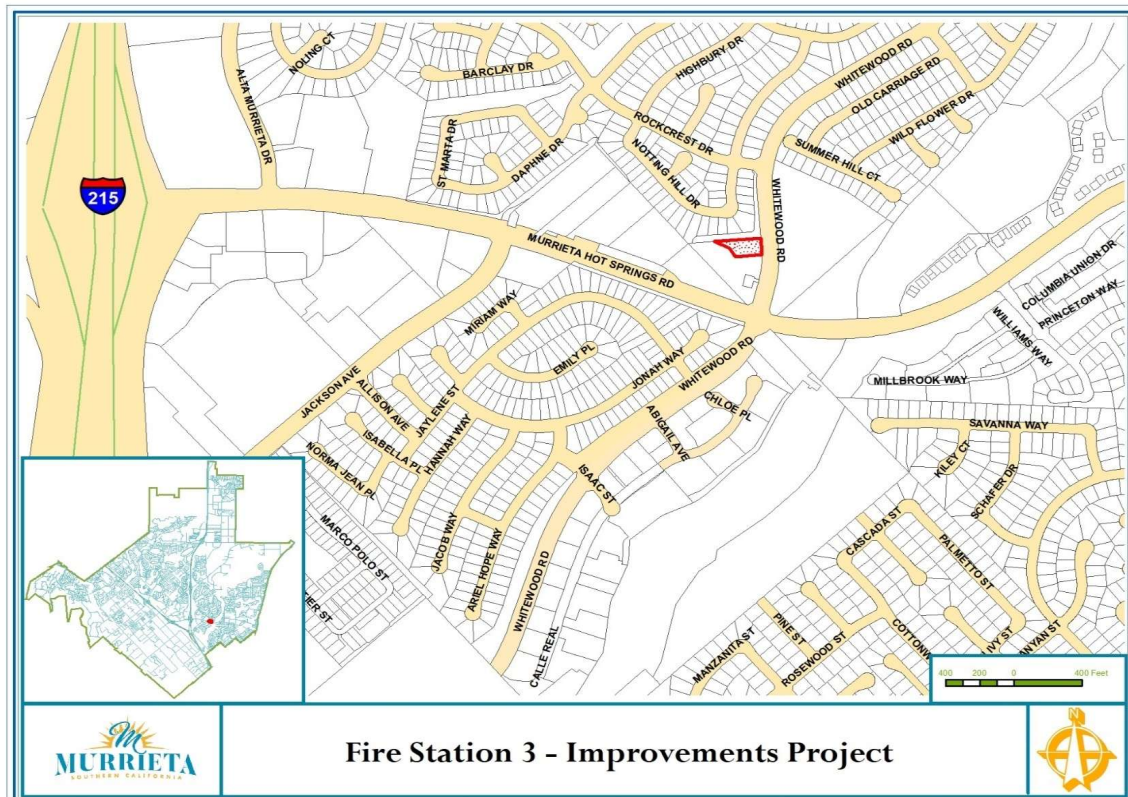 NOLING CT
BARCLAY DR
HIGHBURY DR
WHITEWOOD RD
OLD CARRIAGE RD
WILD FLOWER DR
ALTA MURRIETA DR
ST MARTA DR
DAPHNE DR
ROCKCREST DR
NOTTING HILL DR
SUMMER HILL CT
215
WHITEWOOD RD
MURRIETA HOT SPRINGS RD
COLUMBIA UNION DR
PRINCETON WAY
WILLIAMS WAY
MIRIAM WAY
EMILY PL
JONAH WAY
WHITEWOOD RD
MILLBROOK WAY
JACKSON AVE
ALLISON AVE
JAYLENE ST
CHLOE PL
ABIGAIL AVE
SAVANNA WAY
ISABELLA PL
HANNAH WAY
NORMA JEAN PL
KILEY CT
SCHAFER DR
ISAAC ST
MARCO POLO ST
JACOB WAY
ARIEL HOPE WAY
CASCADA ST
PALMETTO ST
TIER ST
WHITEWOOD RD
CALLE REAL
MANZANITA ST
PINE ST
ROSEWOOD ST
COTTONW
IVY ST
ANYAN ST
400 200 0 400 Feet
M
MURRIETA
SOUTHERN CALIFORNIA
Fire Station 3 - Improvements Project
N